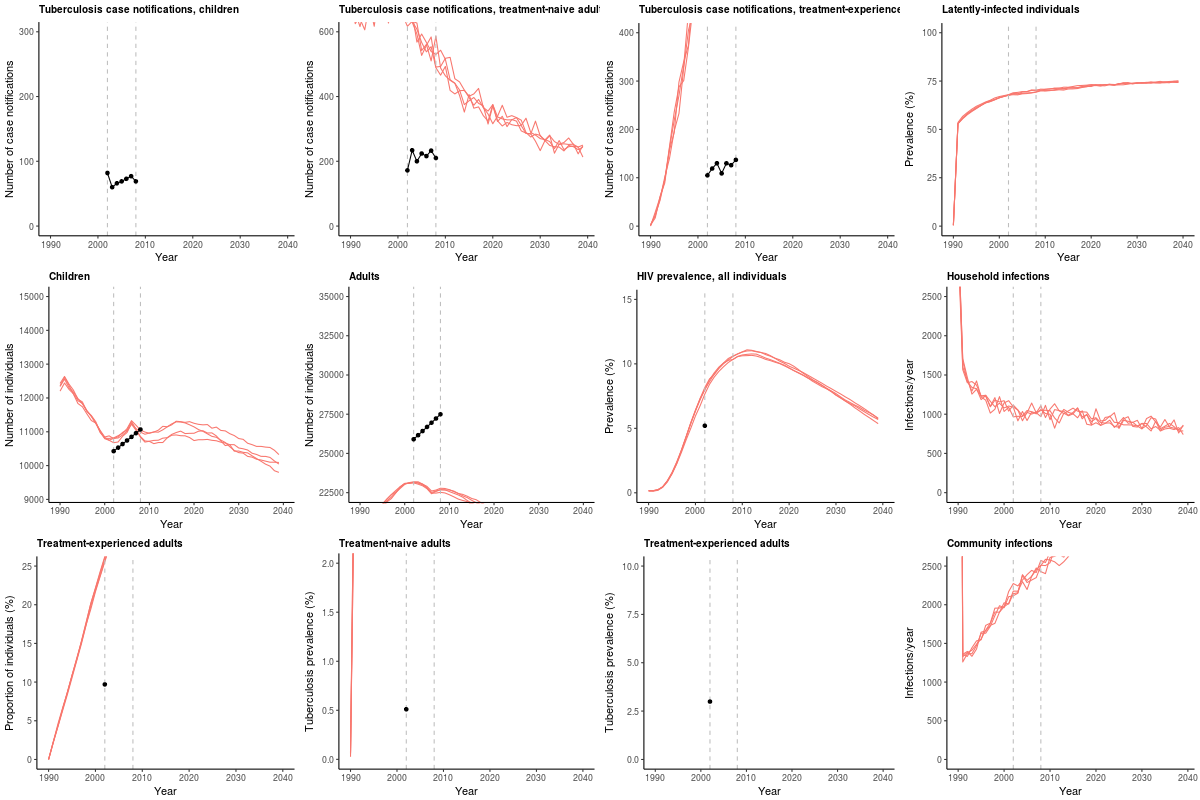 Tuberculosis case notifications, children
Number of case notifications
300
200
100
0
1990 2000 2010 2020 2030 2040
Year
Tuberculosis case notifications, treatment-naive adult
Number of case notifications
600
400
200
0
1990 2000 2010 2020 2030 2040
Year
Tuberculosis case notifications, treatment-experience
Number of case notifications
400
300
200
100
0
1990 2000 2010 2020 2030 2040
Year
Latently-infected individuals
Prevalence (%)
100
75
50
25
0
1990 2000 2010 2020 2030 2040
Year
Children
Number of individuals
15000
14000
13000
12000
11000
10000
9000
1990 2000 2010 2020 2030 2040
Year
Adults
Number of individuals
35000
32500
30000
27500
25000
22500
1990 2000 2010 2020 2030 2040
Year
HIV prevalence, all individuals
Prevalence (%)
15
10
5
0
1990 2000 2010 2020 2030 2040
Year
Household infections
Infections/year
2500
2000
1500
1000
500
0
1990 2000 2010 2020 2030 2040
Year
Treatment-experienced adults
Proportion of individuals (%)
25
20
15
10
5
0
1990 2000 2010 2020 2030 2040
Year
Treatment-naive adults
Tuberculosis prevalence (%)
2.0
1.5
1.0
0.5
0.0
1990 2000 2010 2020 2030 2040
Year
Treatment-experienced adults
Tuberculosis prevalence (%)
10.0
7.5
5.0
2.5
0.0
1990 2000 2010 2020 2030 2040
Year
Community infections
Infections/year
2500
2000
1500
1000
500
0
1990 2000 2010 2020 2030 2040
Year